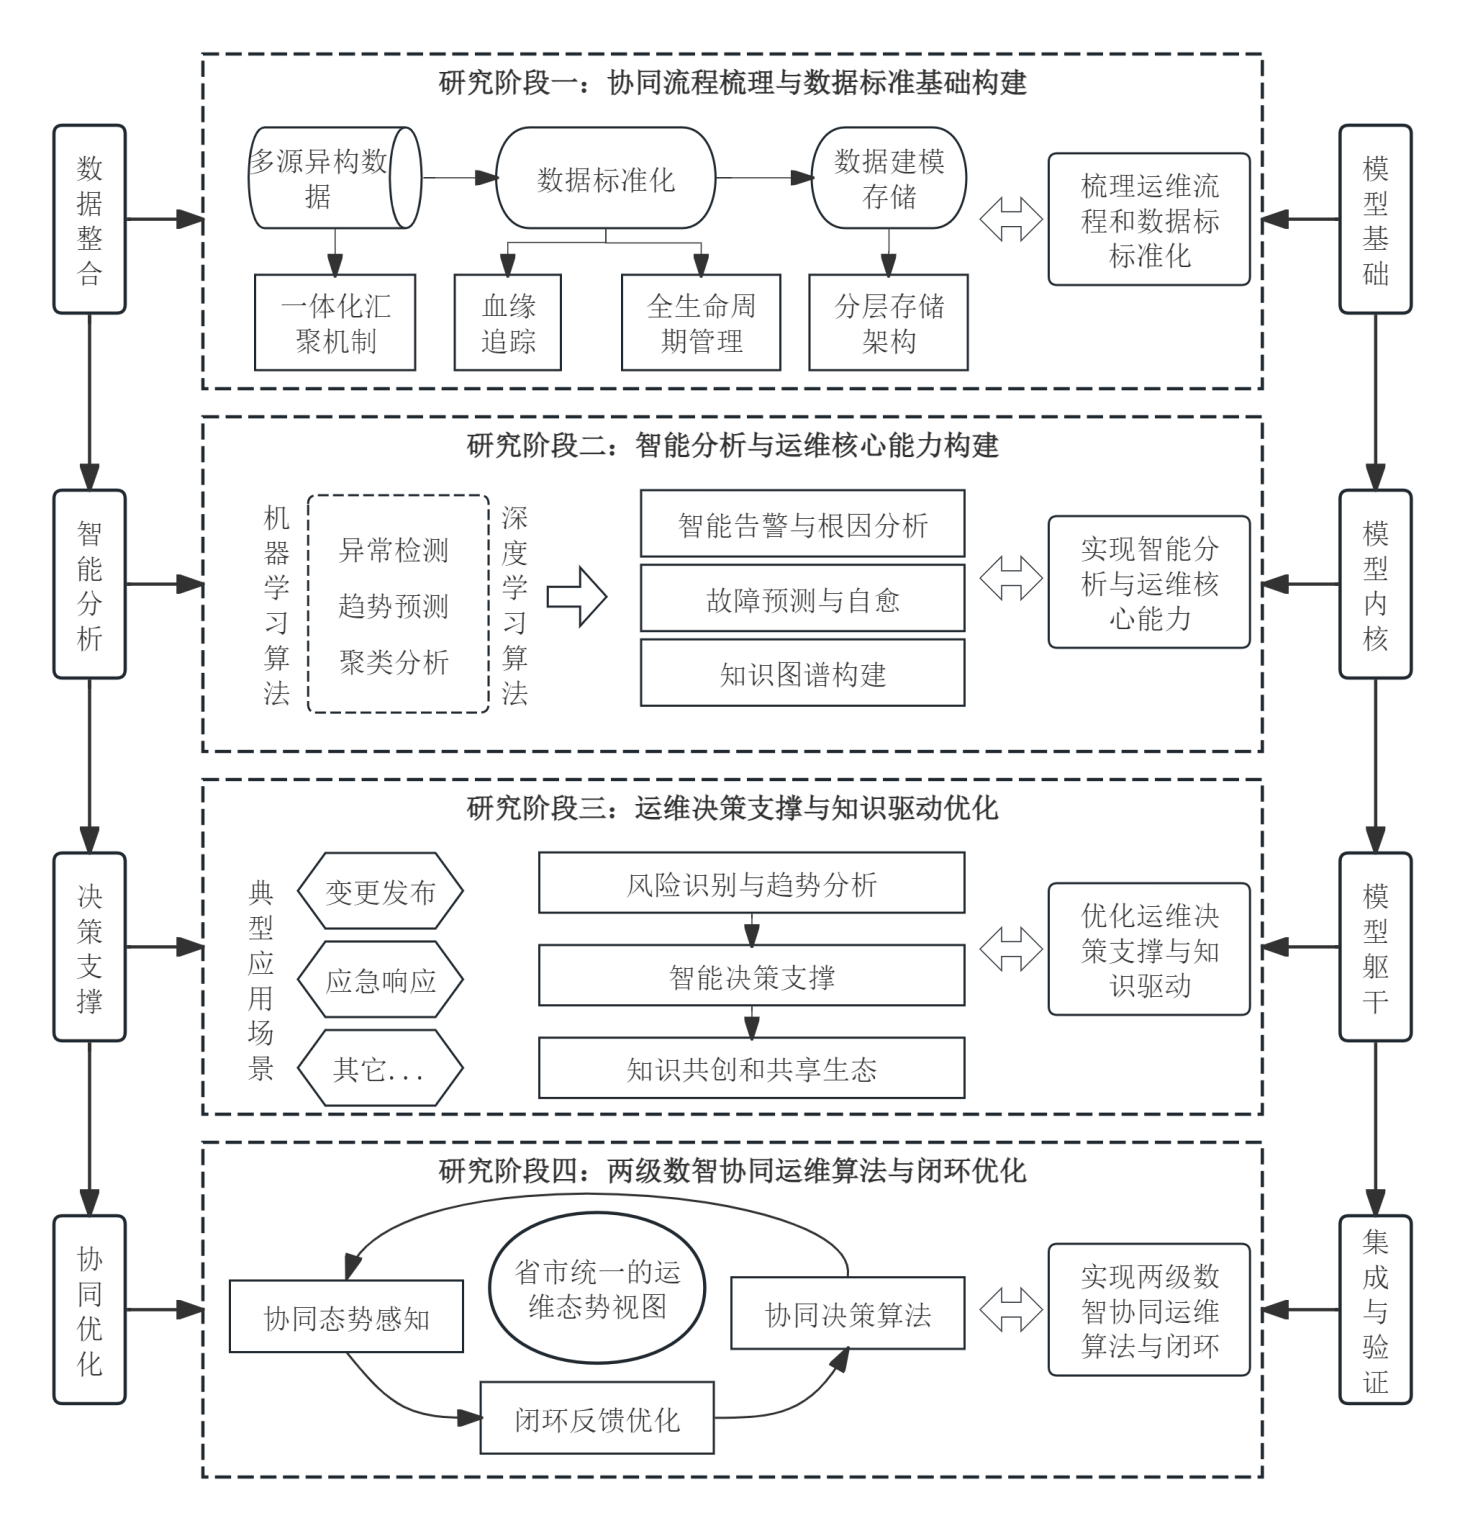 研究阶段一：协同流程梳理与数据标准基础构建
数
据
整
合
多源异构数
据
数据标准化
数据建模
存储
梳理运维流
程和数据标
标准化
模
型
基
础
一体化汇
聚机制
血缘
追踪
全生命周
期管理
分层存储
架构
研究阶段二：智能分析与运维核心能力构建
智
能
分
析
机
器
学
习
算
法
异常检测
趋势预测
聚类分析
深
度
学
习
算
法
智能告警与根因分析
故障预测与自愈
知识图谱构建
实现智能分
析与运维核
心能力
模
型
内
核
研究阶段三：运维决策支撑与知识驱动优化
决
策
支
撑
典
型
应
用
场
景
变更发布
应急响应
其它...
风险识别与趋势分析
智能决策支撑
知识共创和共享生态
优化运维决
策支撑与知
识驱动
模
型
躯
干
研究阶段四：两级数智协同运维算法与闭环优化
协
同
优
化
协同态势感知
省市统一的运
维态势视图
协同决策算法
闭环反馈优化
实现两级数
智协同运维
算法与闭环
集
成
与
验
证